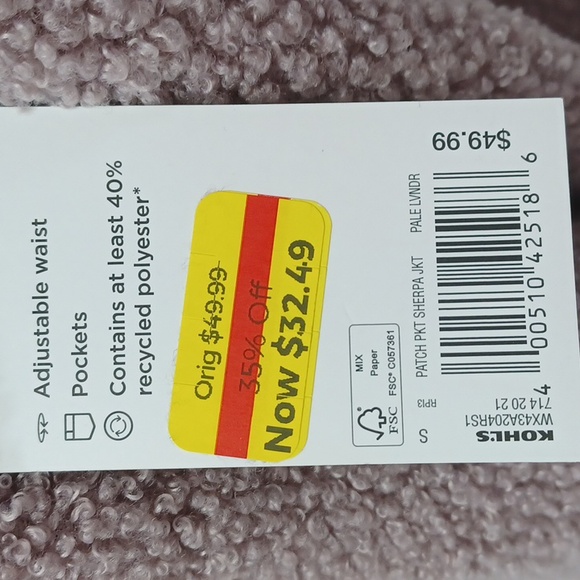 Adjustable waist
Pockets
Contains at least 40%
recycled polyester*
Orig $49.99
35% Off
Now $32.49
FSC
MIX
Paper
FSC® C057361
S
RP13
PATCH PKT SHERPA JKT
PALE LVNDR
4 00510 42518 6
KOHL'S
WX43A204RS1
714 20 21
$49.99